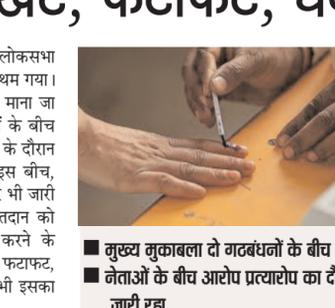 खट, फटाफट,
लोकसभा
थम गया।
माना जा
के बीच
के दौरान
इस बीच,
भी जारी
तदान को
करने के
फटाफट,
भी इसका
■ मुख्य मुकाबला दो गठबंधनों के बीच
■ नेताओं के बीच आरोप प्रत्यारोप का
जारी रहा